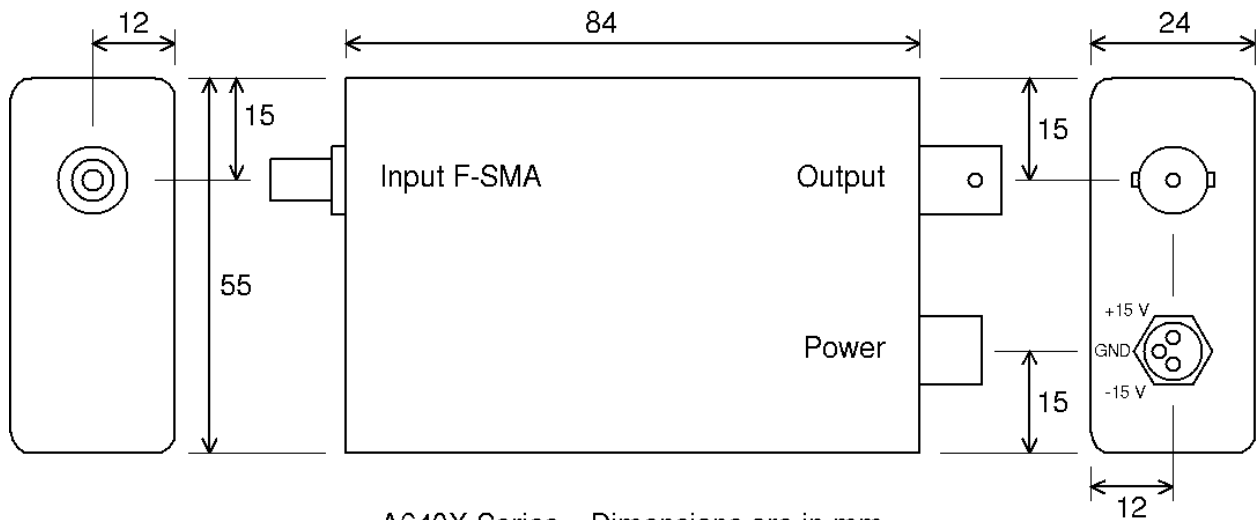 12
84
24
15
15
Input F-SMA
Output
55
+15 V
Power
GND
-15 V
15
12
A640X Series - Dimensions are in mm